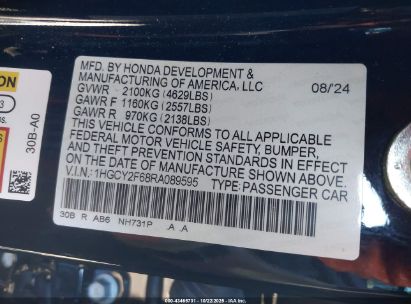 MFD. BY HONDA DEVELOPMENT &
MANUFACTURING OF AMERICA, LLC
08/24
GVWR - 2100KG (4629LBS)
GAWR F 1160KG (2557LBS)
GAWR R 970KG (2138LBS)
THIS VEHICLE CONFORMS TO ALL APPLICABLE
FEDERAL MOTOR VEHICLE SAFETY, BUMPER,
AND THEFT PREVENTION STANDARDS IN EFFECT
ON THE DATE OF MANUFACTURE SHOWN ABOVE.
V.I.N: 1HGCY2F68RA089595 TYPE: PASSENGER CAR
30B R AB6 NH731P A A
30B-A0
3